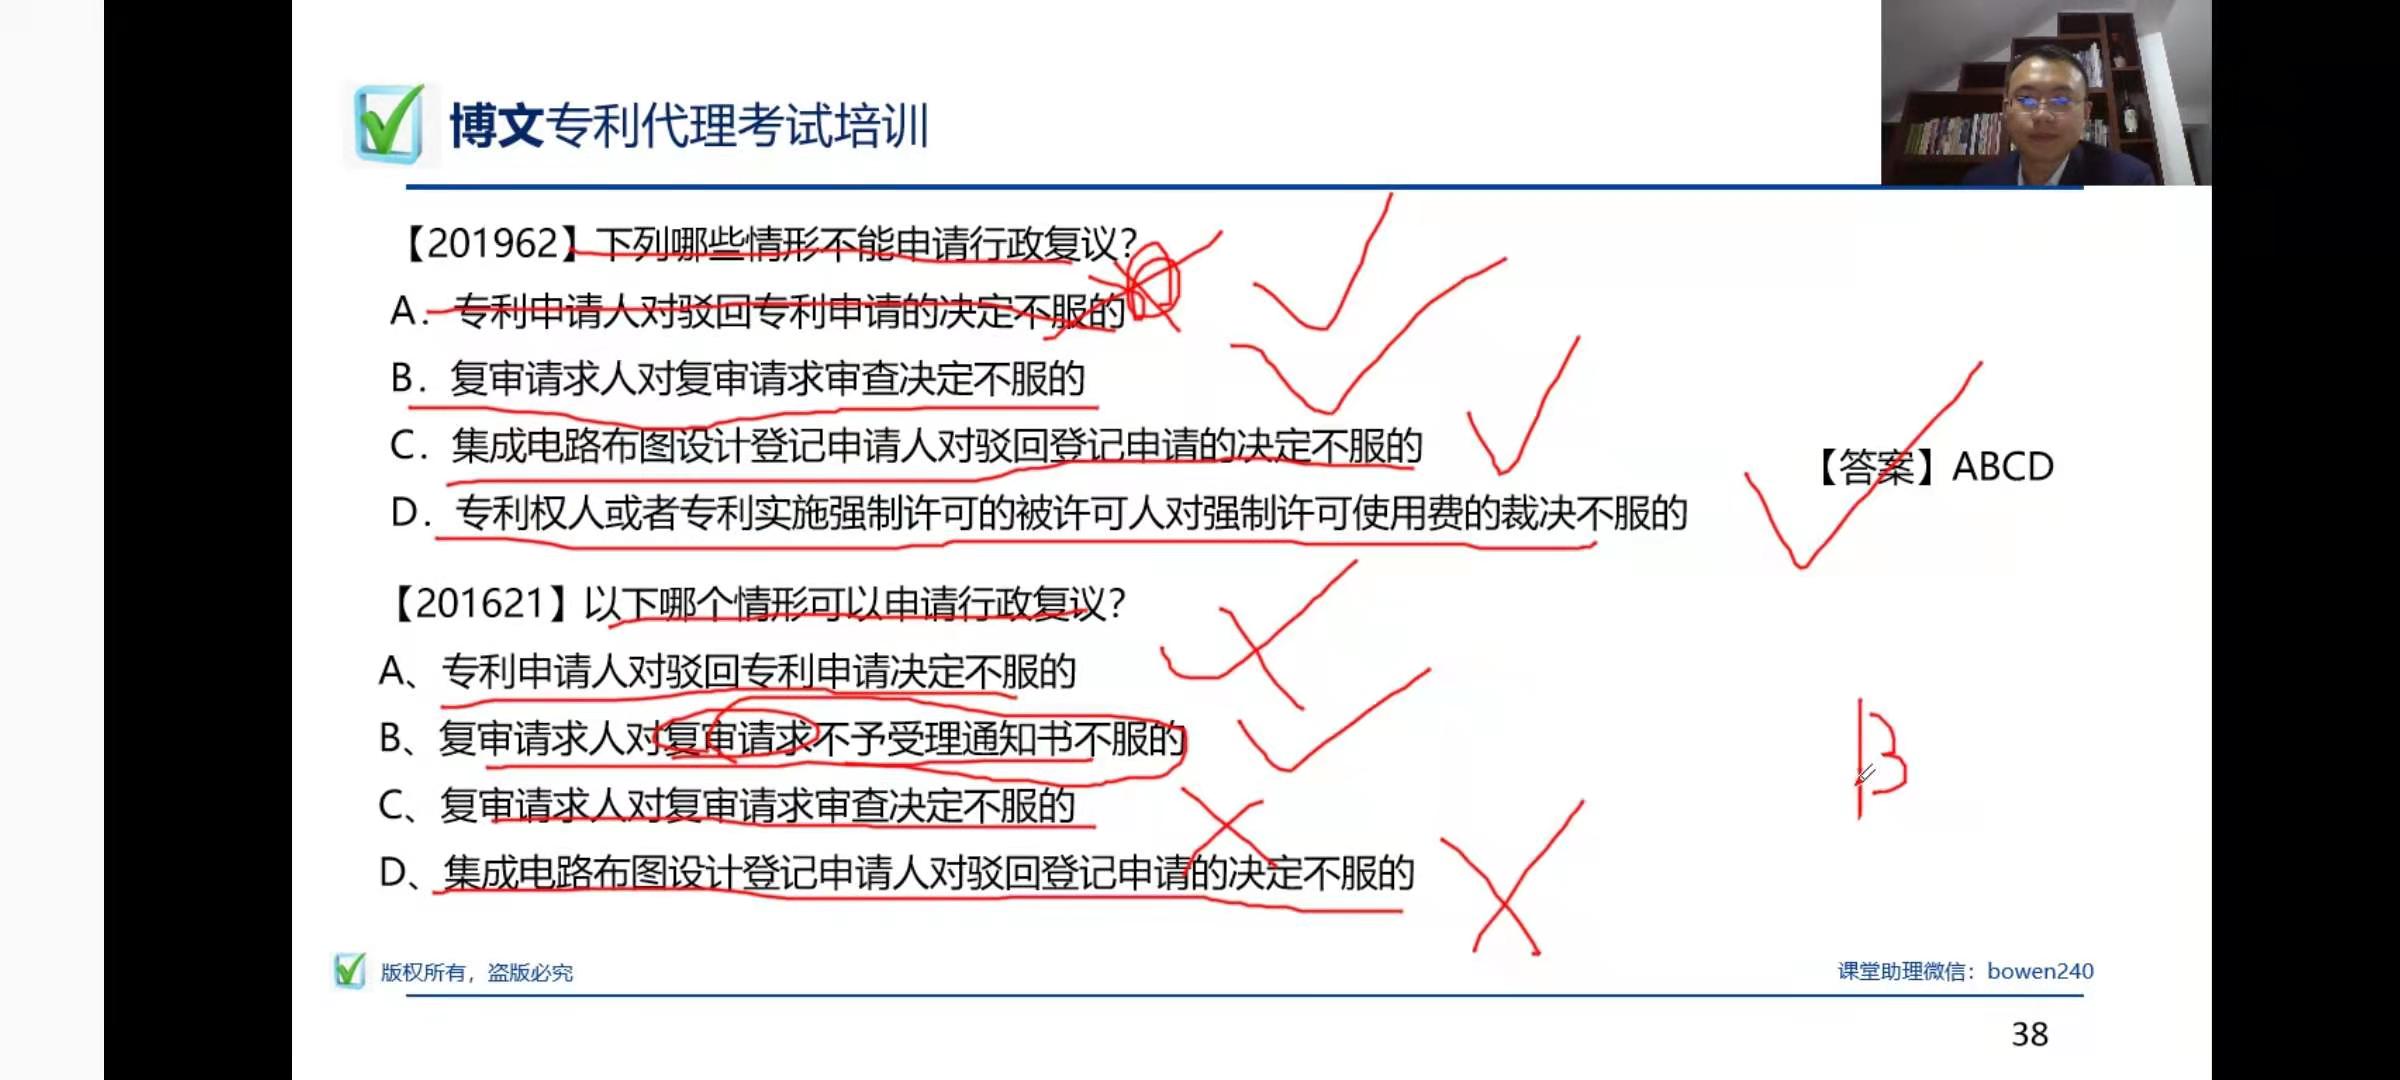 博文专利代理考试培训
【201962】下列哪些情形不能申请行政复议？
A．专利申请人对驳回专利申请的决定不服的
B．复审请求人对复审请求审查决定不服的
C．集成电路布图设计登记申请人对驳回登记申请的决定不服的
【答案】ABCD
D．专利权人或者专利实施强制许可的被许可人对强制许可使用费的裁决不服的
【201621】以下哪个情形可以申请行政复议？
A、专利申请人对驳回专利申请决定不服的
B、复审请求人对复审请求不予受理通知书不服的
B
C、复审请求人对复审请求审查决定不服的
D、集成电路布图设计登记申请人对驳回登记申请的决定不服的
版权所有，盗版必究
课堂助理微信：bowen240
38